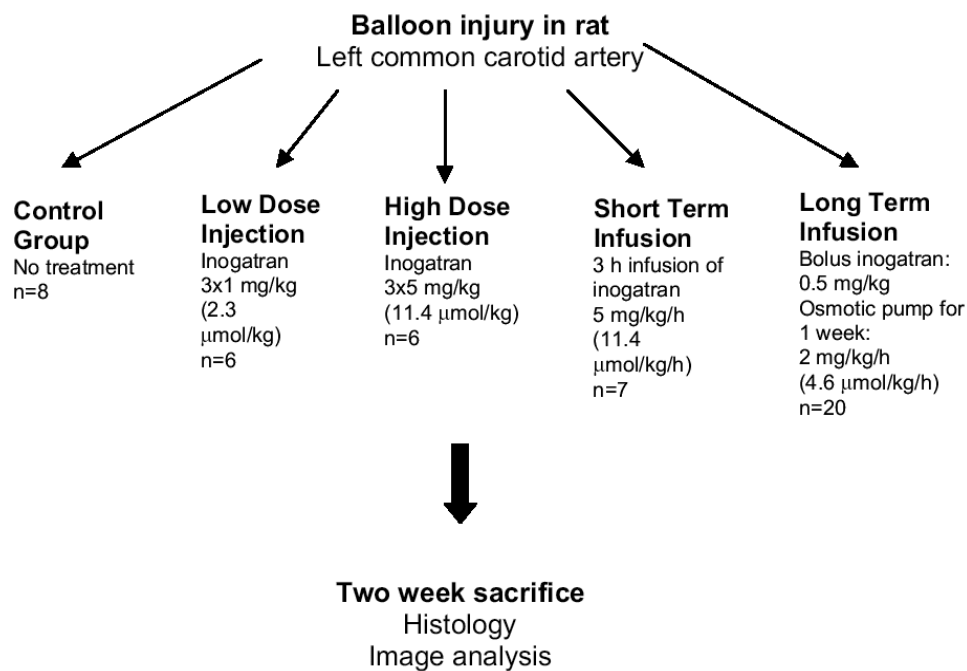 Balloon injury in rat
Left common carotid artery
Control
Group
No treatment
n=8
Low Dose
Injection
Inogatran
3x1 mg/kg
(2.3
μmol/kg)
n=6
High Dose
Injection
Inogatran
3x5 mg/kg
(11.4 μmol/kg)
n=6
Short Term
Infusion
3 h infusion of
inogatran
5 mg/kg/h
(11.4
μmol/kg/h)
n=7
Long Term
Infusion
Bolus inogatran:
0.5 mg/kg
Osmotic pump for
1 week:
2 mg/kg/h
(4.6 μmol/kg/h)
n=20
Two week sacrifice
Histology
Image analysis